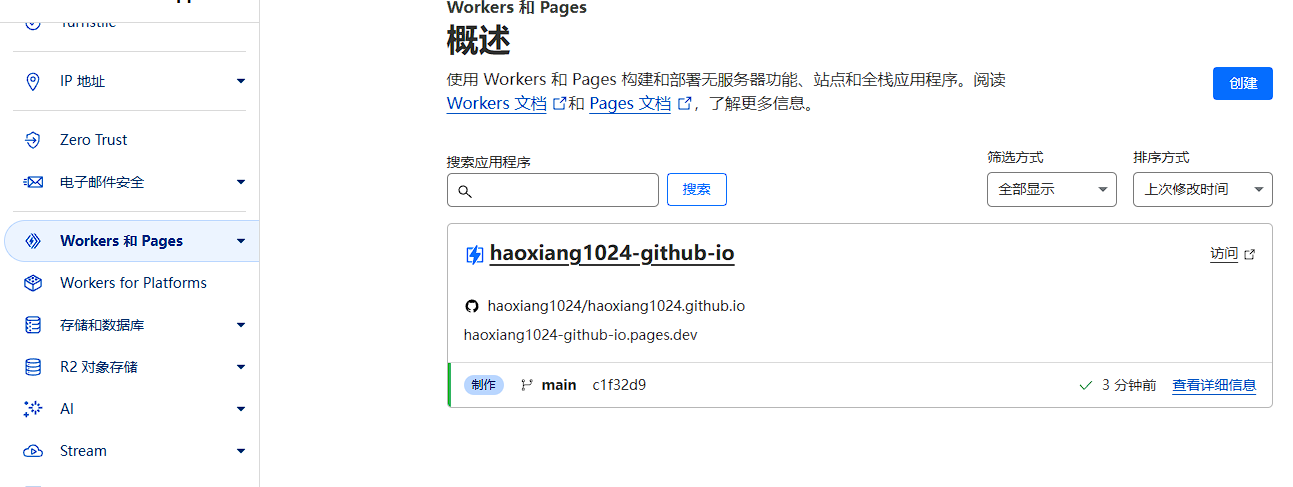 Turnstile
IP 地址
Zero Trust
电子邮件安全
Workers 和 Pages
Workers for Platforms
存储和数据库
R2 对象存储
AI
Stream
Workers 和 Pages
概述
使用 Workers 和 Pages 构建和部署无服务器功能、站点和全栈应用程序。阅读
Workers 文档 和 Pages 文档 ，了解更多信息。
创建
搜索应用程序
搜索
筛选方式
全部显示
排序方式
上次修改时间
haoxiang1024-github-io
访问
haoxiang1024/haoxiang1024.github.io
haoxiang1024-github-io.pages.dev
制作 main c1f32d9
3 分钟前 查看详细信息